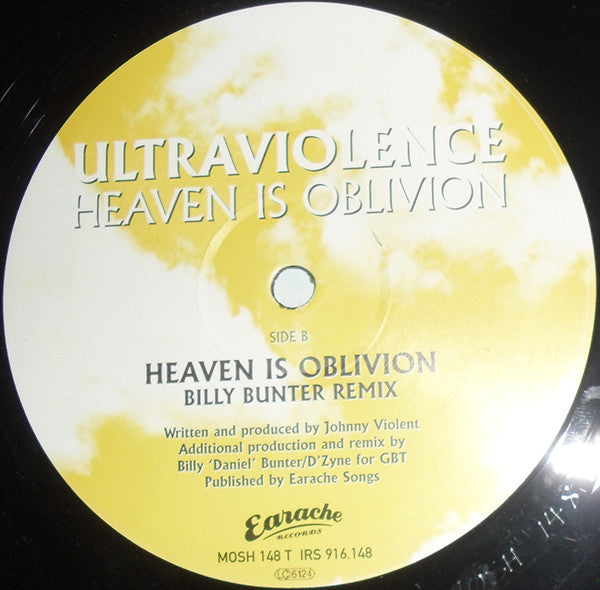 ULTRAVIOLENCE
HEAVEN IS OBLIVION
SIDE B
HEAVEN IS OBLIVION
BILLY BUNTER REMIX
Written and produced by Johnny Violent
Additional production and remix by
Billy 'Daniel' Bunter/D'Zyne for GBT
Published by Earache Songs
Earache
RECORDS
MOSH 148 T IRS 916.148
LC 6124